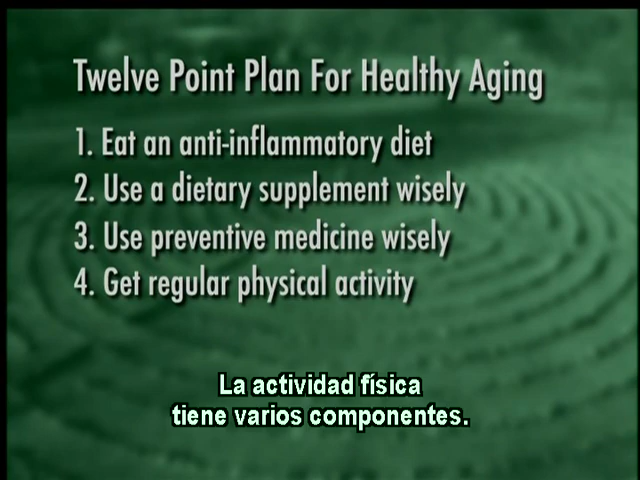 Twelve Point Plan For Healthy Aging
1. Eat an anti-inflammatory diet
2. Use a dietary supplement wisely
3. Use preventive medicine wisely
4. Get regular physical activity
La actividad física
tiene varios componentes.